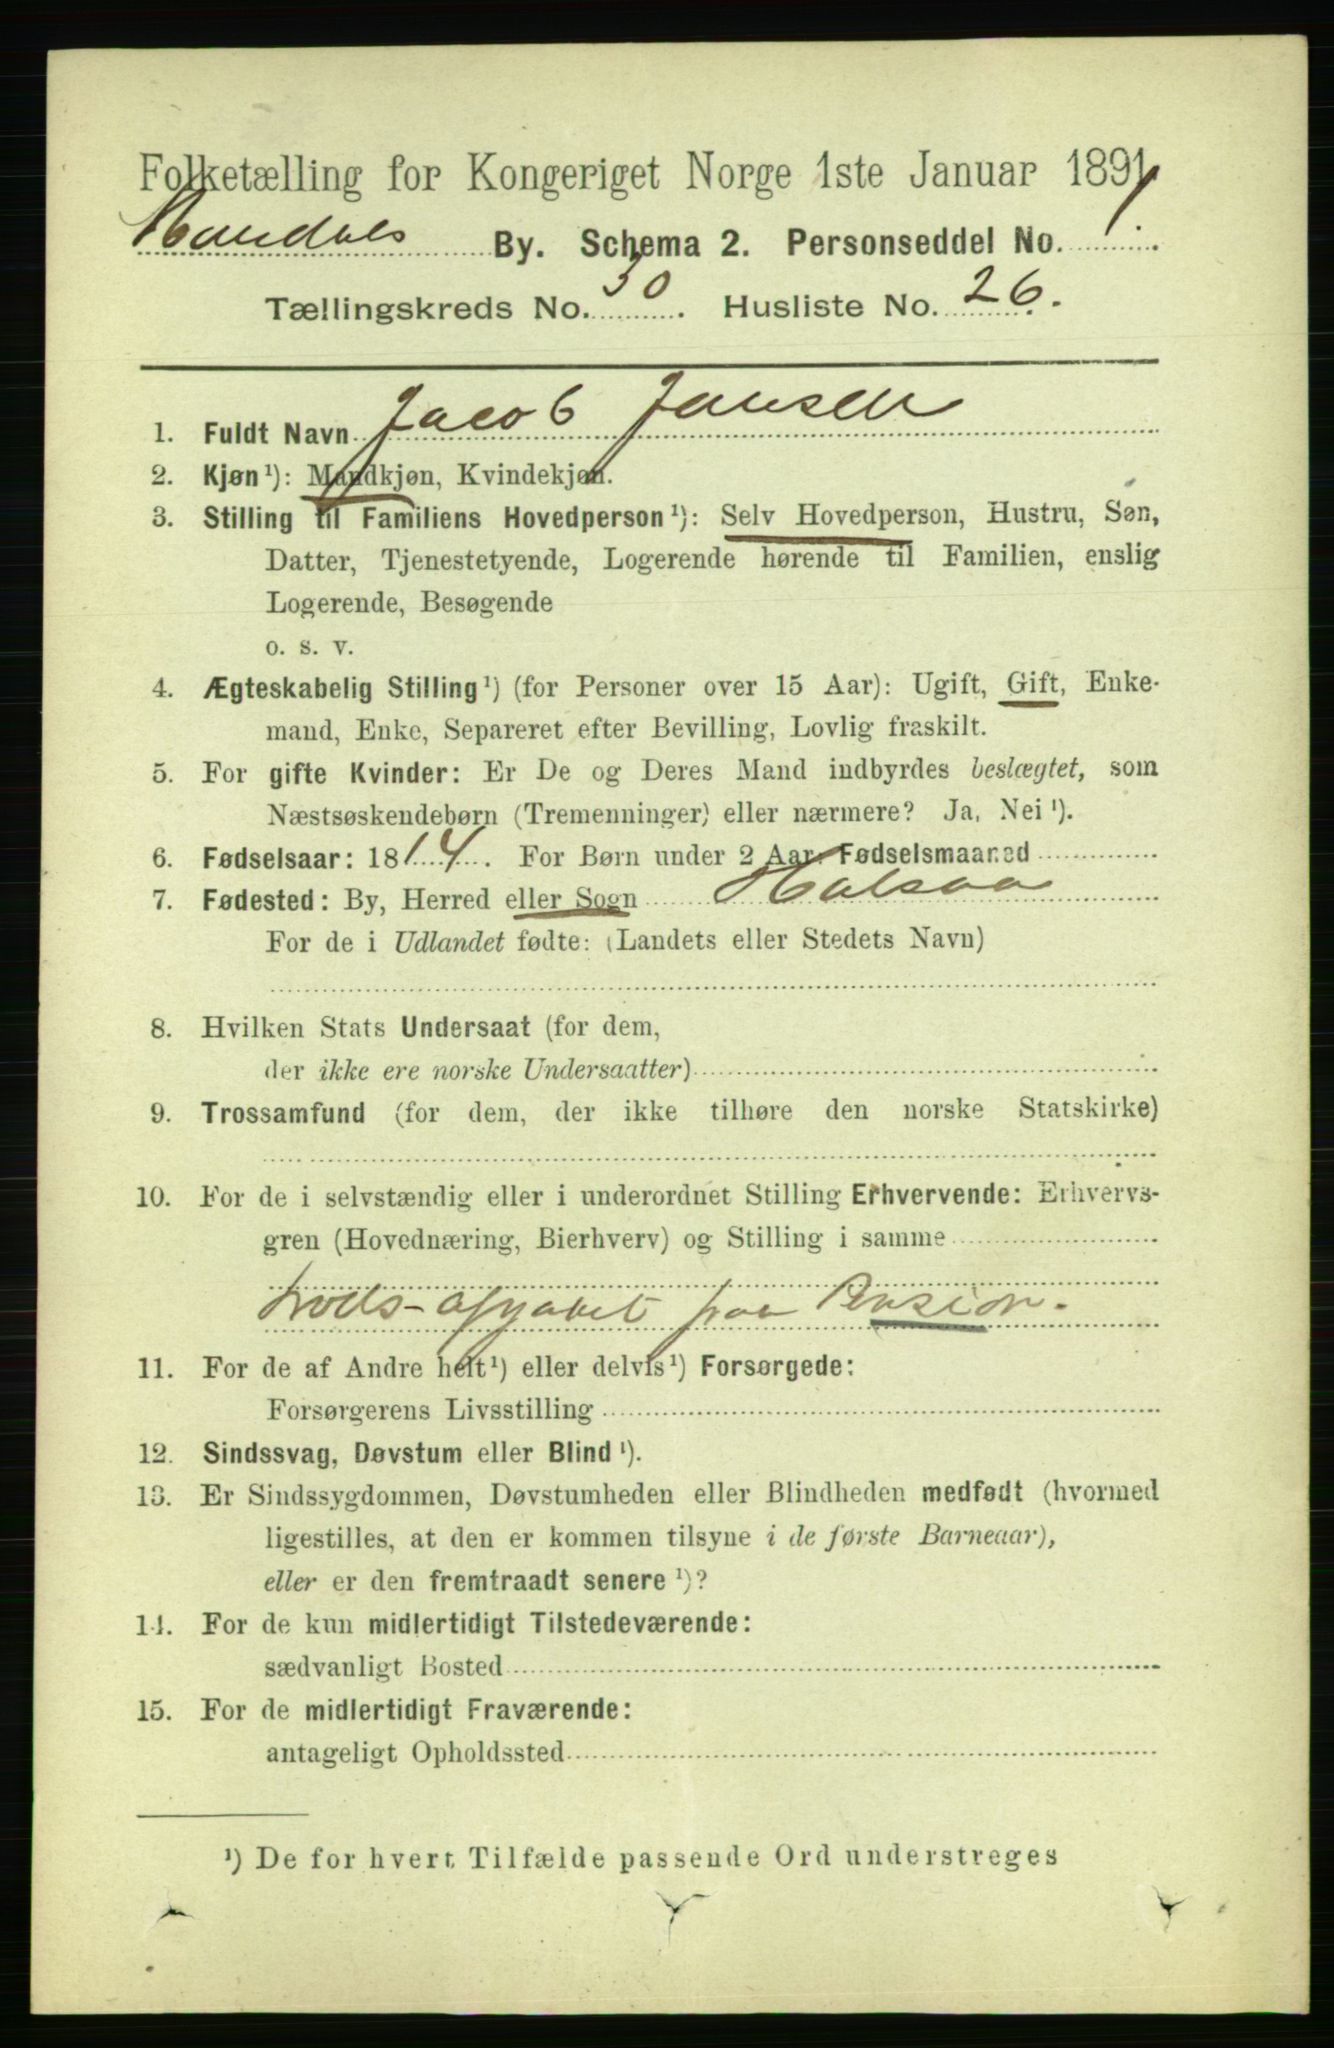 Folketælling for Kongeriget Norge 1ste Januar 1891
Mandals By. Schema 2. Personseddel No. 1.
Tællingskreds No. 30. Husliste No. 26.
1. Fuldt Navn Jacob Jansen
2. Kjøn¹): Mandkjøn, Kvindekjøn.
3. Stilling til Familiens Hovedperson¹): Selv Hovedperson, Hustru, Søn,
Datter, Tjenestetyende, Logerende hørende til Familien, enslig
Logerende, Besøgende
o. s. v.
4. Ægteskabelig Stilling¹) (for Personer over 15 Aar): Ugift, Gift, Enke-
mand, Enke, Separeret efter Bevilling, Lovlig fraskilt.
5. For gifte Kvinder: Er De og Deres Mand indbyrdes beslægtet, som
Næstsøskendebørn (Tremenninger) eller nærmere? Ja, Nei¹).
6. Fødselsaar: 1814. For Børn under 2 Aar: Fødselsmaaned
7. Fødested: By, Herred eller Sogn Halsaa
For de i Udlandet fødte: (Landets eller Stedets Navn)
8. Hvilken Stats Undersaat (for dem,
der ikke ere norske Undersaatter)
9. Trossamfund (for dem, der ikke tilhøre den norske Statskirke)
10. For de i selvstændig eller i underordnet Stilling Erhvervende: Erhvervs-
gren (Hovednæring, Bierhverv) og Stilling i samme
Lods-afgaaet paa Pension.
11. For de af Andre helt¹) eller delvis¹) Forsørgede:
Forsørgerens Livsstilling
12. Sindssvag, Døvstum eller Blind¹).
13. Er Sindssygdommen, Døvstumheden eller Blindheden medfødt (hvormed
ligestilles, at den er kommen tilsyne i de første Barneaar),
eller er den fremtraadt senere¹)?
14. For de kun midlertidigt Tilstedeværende:
sædvanligt Bosted
15. For de midlertidigt Fraværende:
antageligt Opholdssted
¹) De for hvert Tilfælde passende Ord understreges